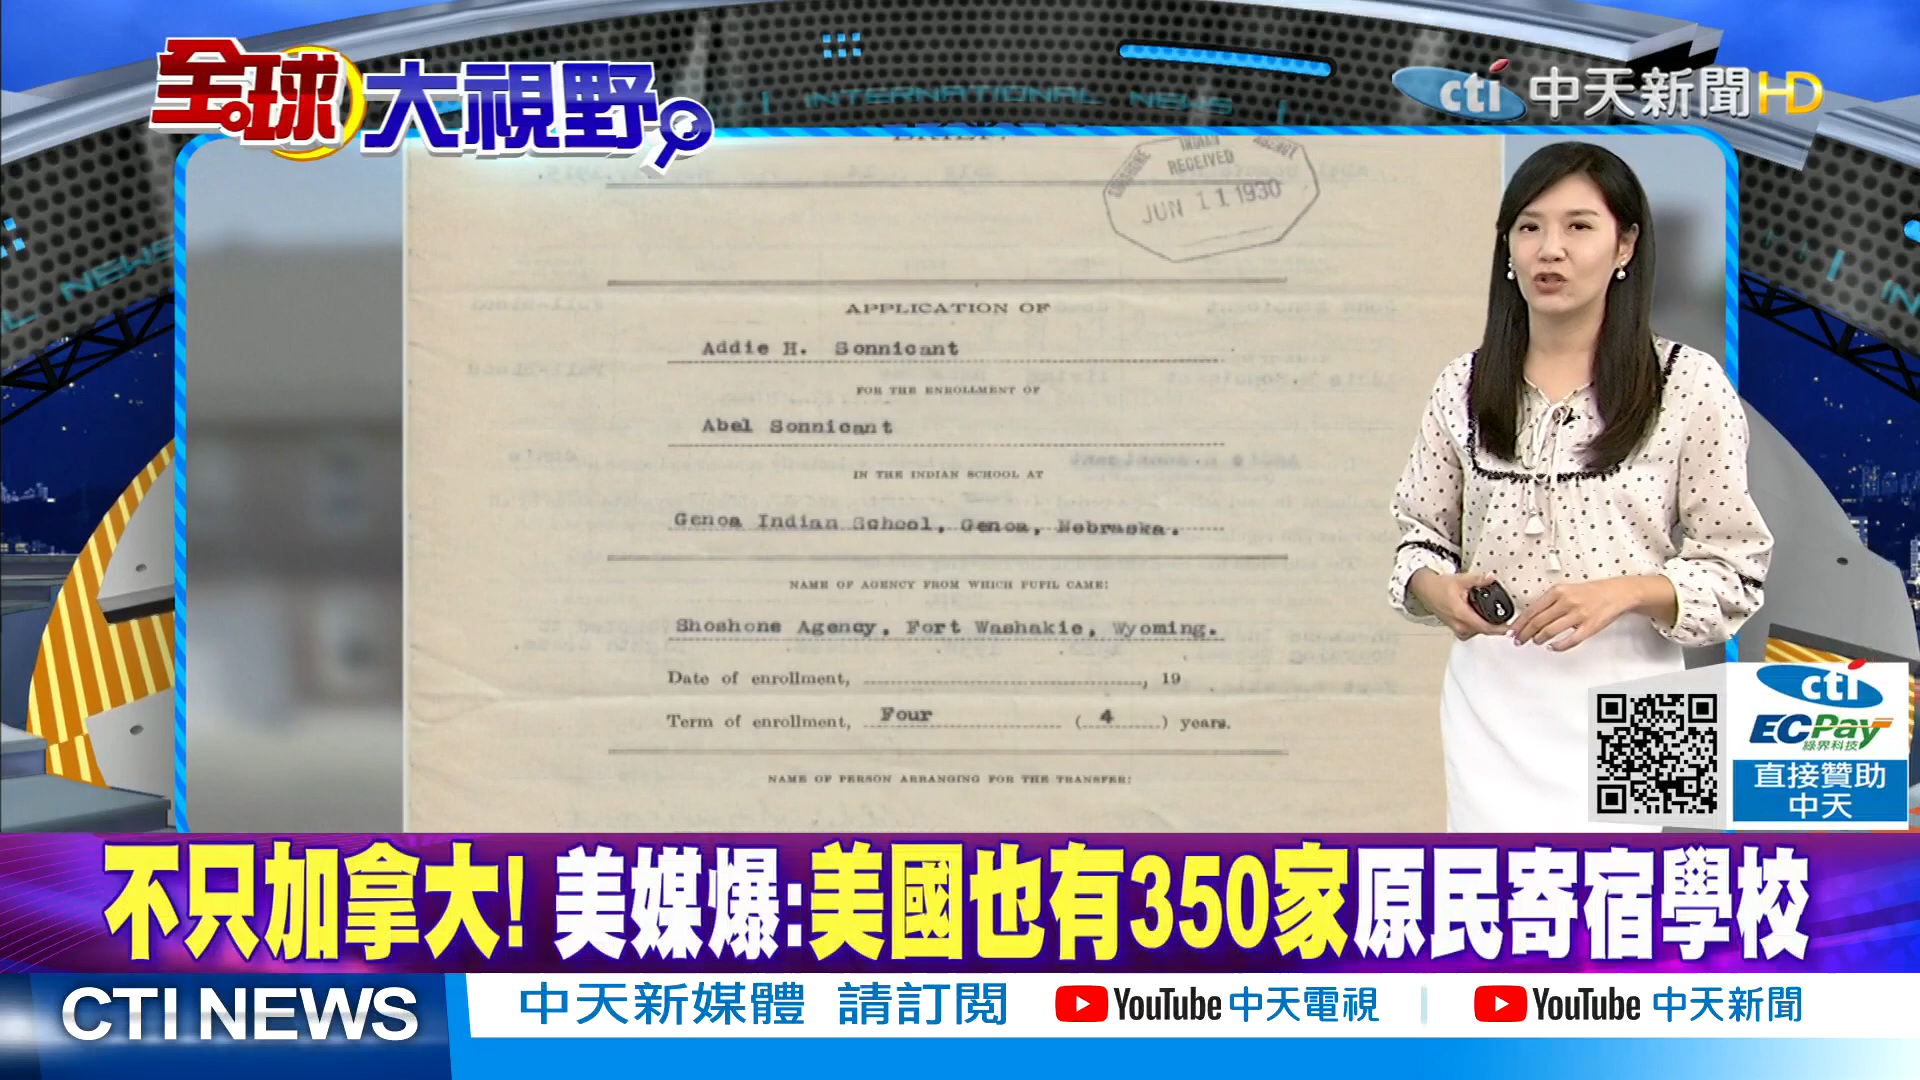 全球大視野
INTERNATIONAL NEWS
cti 中天新聞HD
NEWS
BRIEF.
SHOSHONE INDIAN AGENCY
RECEIVED
JUN 11 1930
APPLICATION OF
Addie H. Sonnicant
FOR THE ENROLLMENT OF
Abel Sonnicant
IN THE INDIAN SCHOOL AT
Genoa Indian School, Genoa, Nebraska.
NAME OF AGENCY FROM WHICH PUPIL CAME:
Shoshone Agency, Fort Washakie, Wyoming.
Date of enrollment, , 19
Term of enrollment, Four ( 4 ) years.
NAME OF PERSON ARRANGING FOR THE TRANSFER:
cti
ECPay
綠界科技
直接贊助
中天
不只加拿大! 美媒爆:美國也有350家原民寄宿學校
CTI NEWS
中天新媒體 請訂閱 YouTube 中天電視 | YouTube 中天新聞